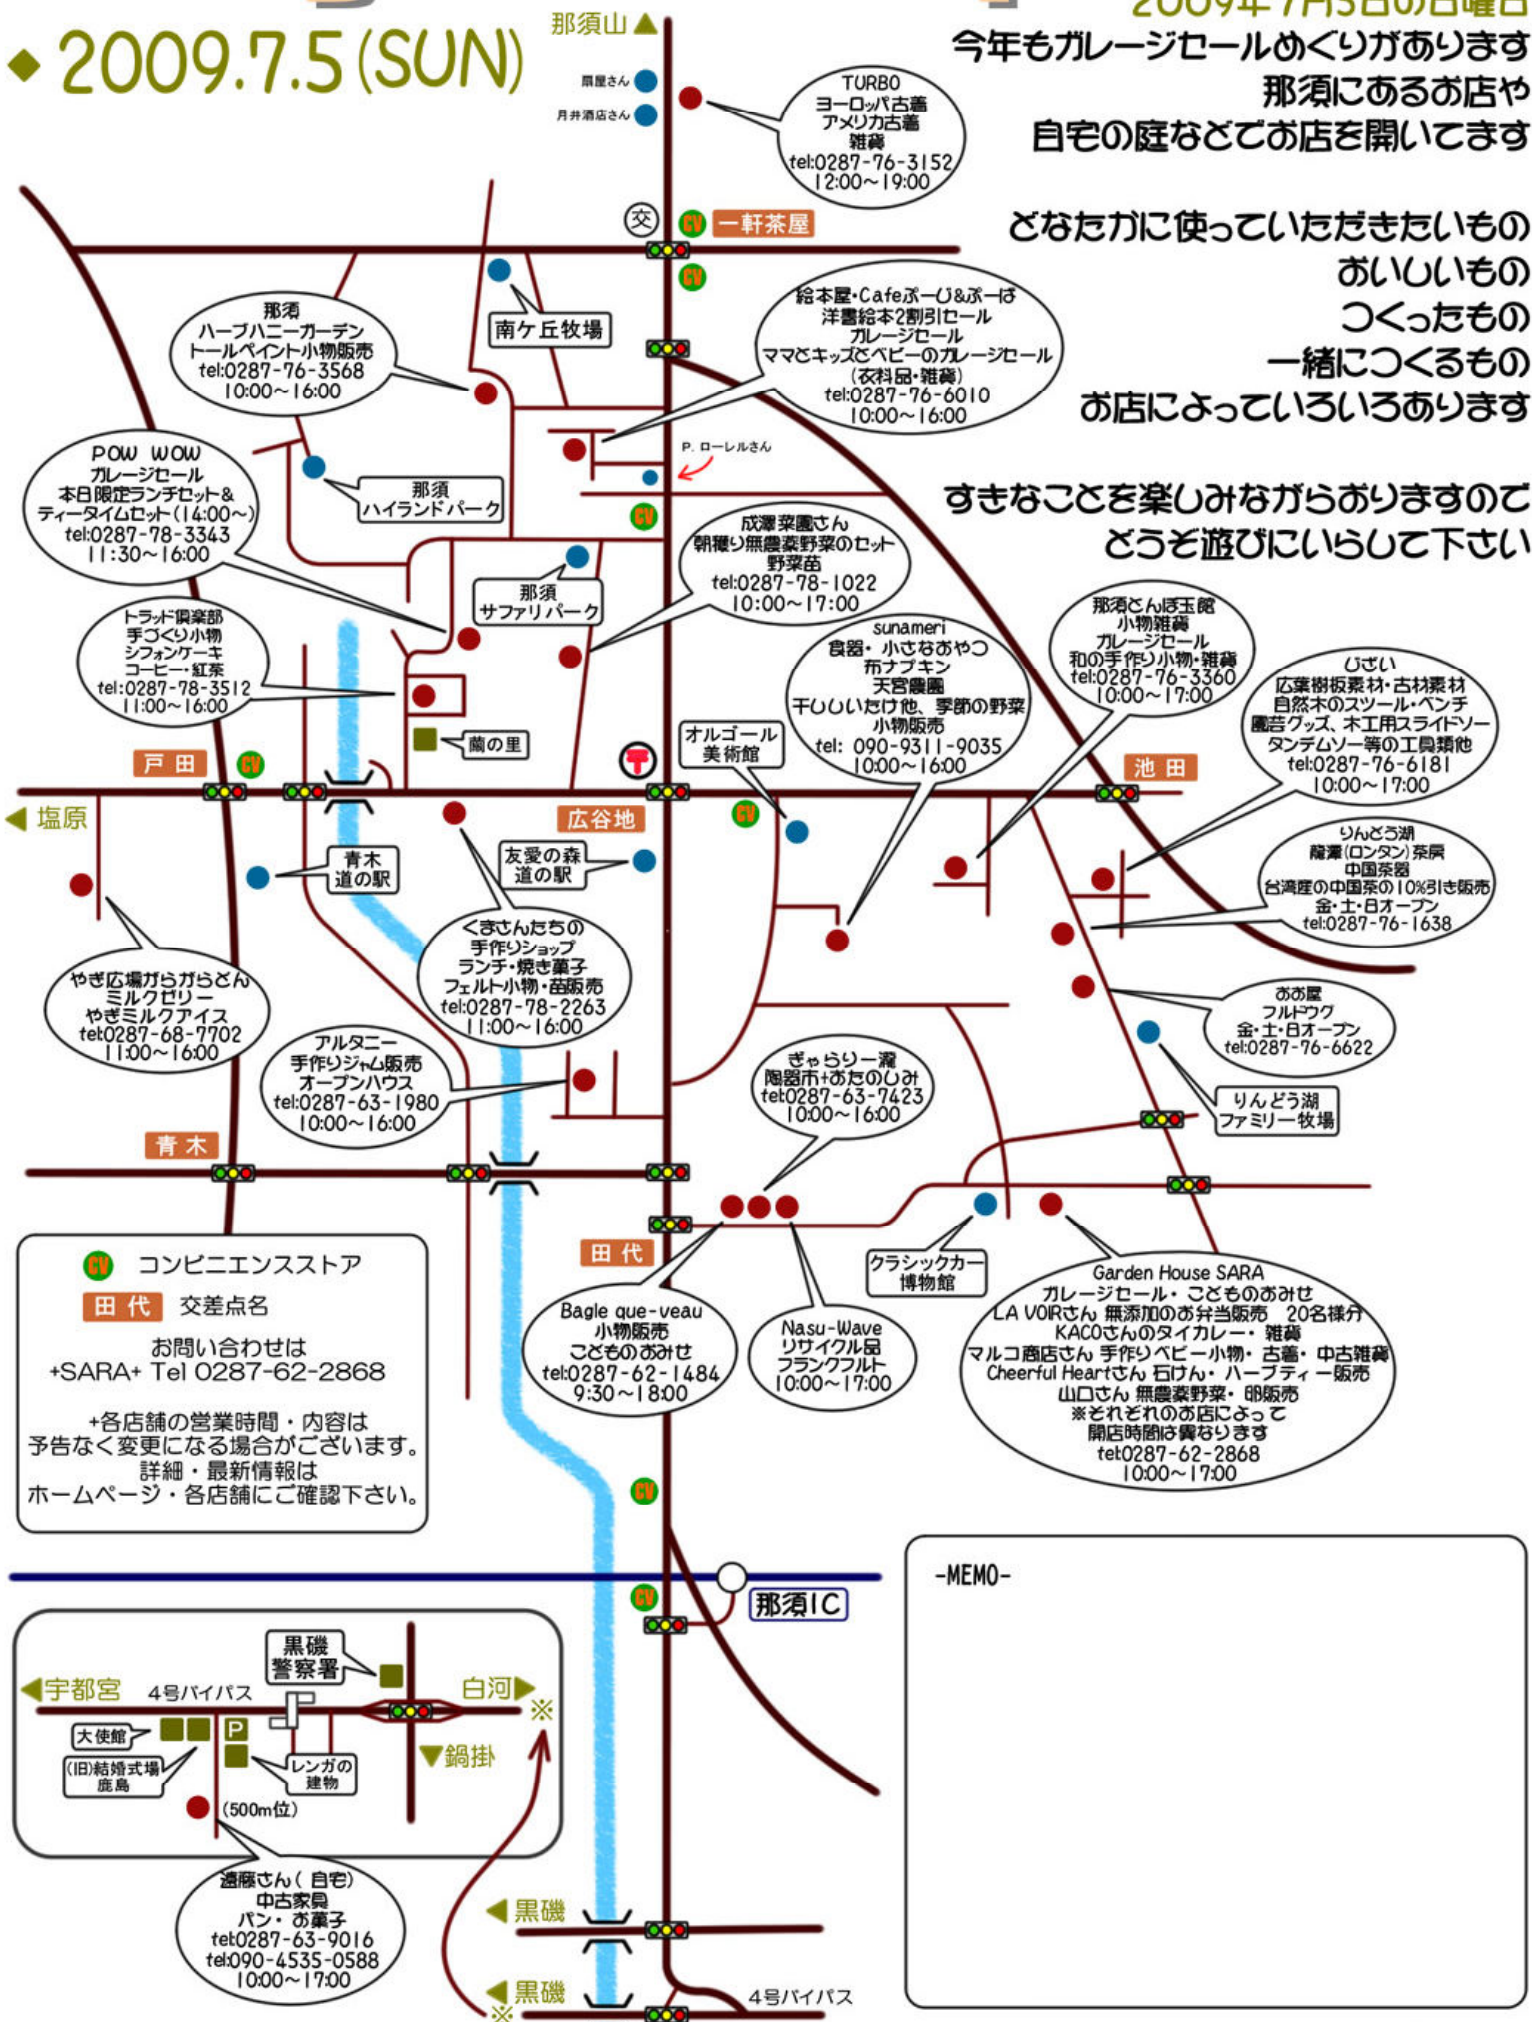 2009年7月5日の日曜日
◆ 2009.7.5(SUN)
今年もガレージセールめぐりがあります
那須にあるお店や
自宅の庭などでお店を開いてます
どなたかに使っていただきたいもの
おいしいもの
つくったもの
一緒につくるもの
お店によっていろいろあります
すきなことを楽しみながらおりますので
どうぞ遊びにいらして下さい
那須山▲
扇屋さん
月井酒店さん
TURBO
ヨーロッパ古着
アメリカ古着
雑貨
tel:0287-76-3152
12:00～19:00
交
CV
一軒茶屋
CV
南ケ丘牧場
那須
ハーブハニーガーデン
トールペイント小物販売
tel:0287-76-3568
10:00～16:00
絵本屋・Cafeぷーじ&ぷーば
洋書絵本2割引セール
ガレージセール
ママとキッズとベビーのガレージセール
(衣料品・雑貨)
tel:0287-76-6010
10:00～16:00
P. ローレルさん
POW WOW
ガレージセール
本日限定ランチセット&
ティータイムセット(14:00～)
tel:0287-78-3343
11:30～16:00
那須
ハイランドパーク
CV
成澤菜園さん
朝穫り無農薬野菜のセット
野菜苗
tel:0287-78-1022
10:00～17:00
那須
サファリパーク
トラッド倶楽部
手づくり小物
シフォンケーキ
コーヒー・紅茶
tel:0287-78-3512
11:00～16:00
sunameri
食器・小さなおやつ
布ナプキン
天宮農園
干ししいたけ他、季節の野菜
小物販売
tel: 090-9311-9035
10:00～16:00
那須とんぼ玉館
小物雑貨
ガレージセール
和の手作り小物・雑貨
tel:0287-76-3360
10:00～17:00
じざい
広葉樹板素材・古材素材
自然木のスツール・ベンチ
園芸グッズ、木工用スライドソー
タンデムソー等の工具類他
tel:0287-76-6181
10:00～17:00
繭の里
オルゴール
美術館
戸田
CV
〒
池田
◀塩原
広谷地
CV
青木
道の駅
友愛の森
道の駅
りんどう湖
龍潭(ロンタン)茶房
中国茶器
台湾産の中国茶の10%引き販売
金・土・日オープン
tel:0287-76-1638
やぎ広場がらがらどん
ミルクゼリー
やぎミルクアイス
tel:0287-68-7702
11:00～16:00
くまさんたちの
手作りショップ
ランチ・焼き菓子
フェルト小物・苗販売
tel:0287-78-2263
11:00～16:00
おお屋
フルドウグ
金・土・日オープン
tel:0287-76-6622
アルタニー
手作りジャム販売
オープンハウス
tel:0287-63-1980
10:00～16:00
ぎゃらりー瀧
陶器市+おたのしみ
tel:0287-63-7423
10:00～16:00
りんどう湖
ファミリー牧場
青木
田代
クラシックカー
博物館
CV コンビニエンスストア
田代 交差点名
お問い合わせは
+SARA+ Tel 0287-62-2868
+各店舗の営業時間・内容は
予告なく変更になる場合がございます。
詳細・最新情報は
ホームページ・各店舗にご確認下さい。
Bagle que-veau
小物販売
こどものおみせ
tel:0287-62-1484
9:30～18:00
Nasu-Wave
リサイクル品
フランクフルト
10:00～17:00
Garden House SARA
ガレージセール・こどものおみせ
LA VOIRさん 無添加のお弁当販売 20名様分
KACOさんのタイカレー・雑貨
マルコ商店さん 手作りベビー小物・古着・中古雑貨
Cheerful Heartさん 石けん・ハーブティー販売
山口さん 無農薬野菜・卵販売
※それぞれのお店によって
開店時間は異なります
tel:0287-62-2868
10:00～17:00
CV
-MEMO-
CV
那須IC
黒磯
警察署
◀宇都宮
4号バイパス
白河▶
※
大使館
P
(旧)結婚式場
鹿島
レンガの
建物
▼鍋掛
(500m位)
遠藤さん(自宅)
中古家具
パン・お菓子
tel:0287-63-9016
tel:090-4535-0588
10:00～17:00
◀黒磯
◀黒磯
※
4号バイパス